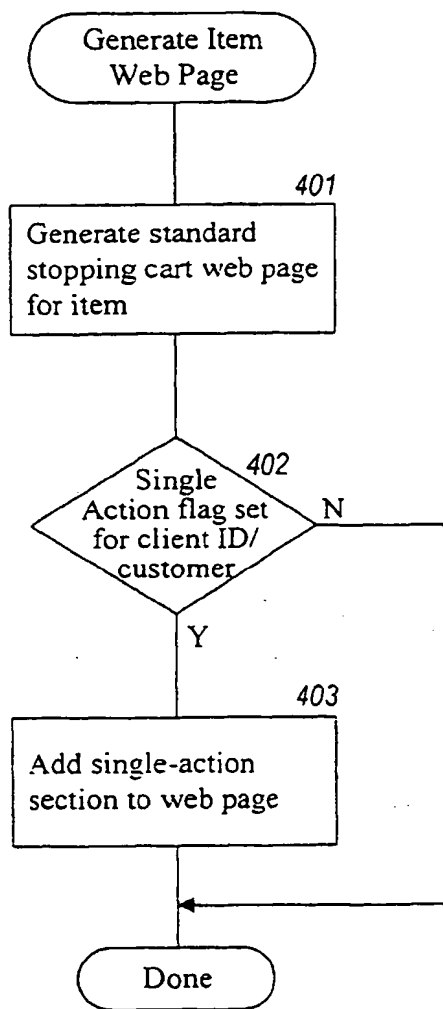 Generate Item
Web Page
401
Generate standard
stopping cart web page
for item
402
Single
Action flag set
for client ID/
customer
N
Y
403
Add single-action
section to web page
Done